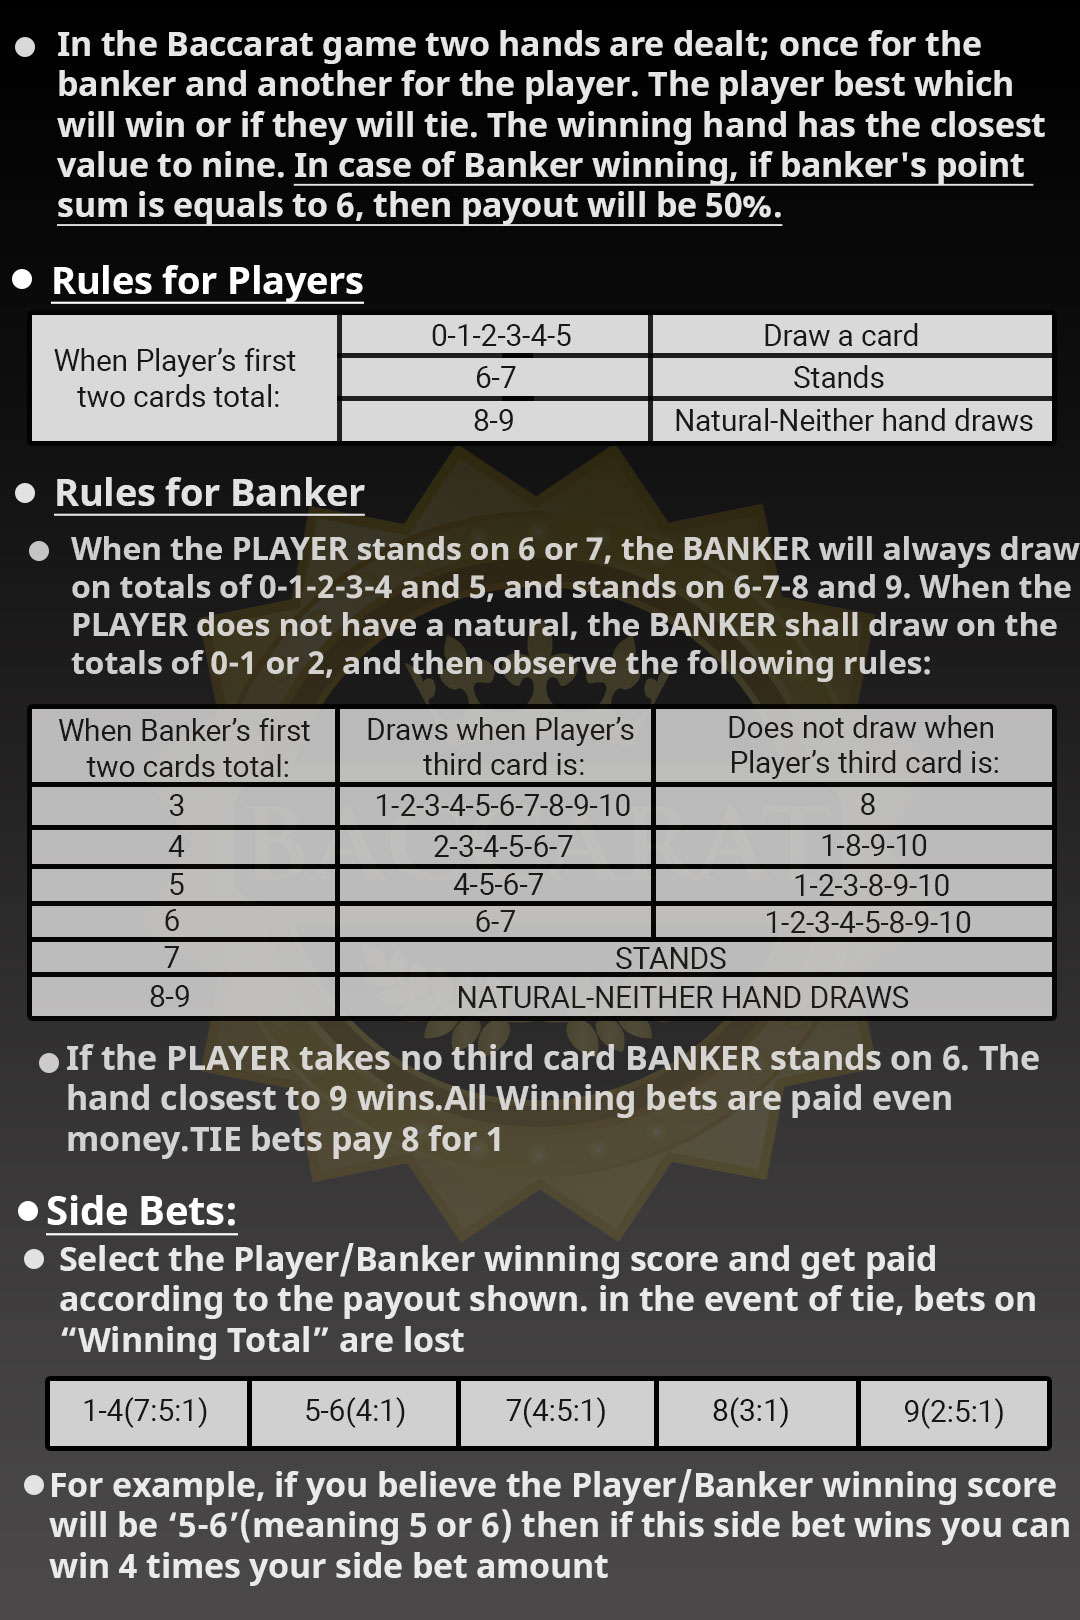 In the Baccarat game two hands are dealt; once for the
banker and another for the player. The player best which
will win or if they will tie. The winning hand has the closest
value to nine. In case of Banker winning, if banker's point
sum is equals to 6, then payout will be 50%.
Rules for Players
When Player’s first
two cards total:
0-1-2-3-4-5
Draw a card
6-7
Stands
8-9
Natural-Neither hand draws
Rules for Banker
When the PLAYER stands on 6 or 7, the BANKER will always draw
on totals of 0-1-2-3-4 and 5, and stands on 6-7-8 and 9. When the
PLAYER does not have a natural, the BANKER shall draw on the
totals of 0-1 or 2, and then observe the following rules:
When Banker’s first
two cards total:
Draws when Player’s
third card is:
Does not draw when
Player’s third card is:
3
1-2-3-4-5-6-7-8-9-10
8
4
2-3-4-5-6-7
1-8-9-10
5
4-5-6-7
1-2-3-8-9-10
6
6-7
1-2-3-4-5-8-9-10
7
STANDS
8-9
NATURAL-NEITHER HAND DRAWS
BACCARAT
If the PLAYER takes no third card BANKER stands on 6. The
hand closest to 9 wins.All Winning bets are paid even
money.TIE bets pay 8 for 1
Side Bets:
Select the Player/Banker winning score and get paid
according to the payout shown. in the event of tie, bets on
“Winning Total” are lost
1-4(7:5:1)
5-6(4:1)
7(4:5:1)
8(3:1)
9(2:5:1)
For example, if you believe the Player/Banker winning score
will be ‘5-6’(meaning 5 or 6) then if this side bet wins you can
win 4 times your side bet amount